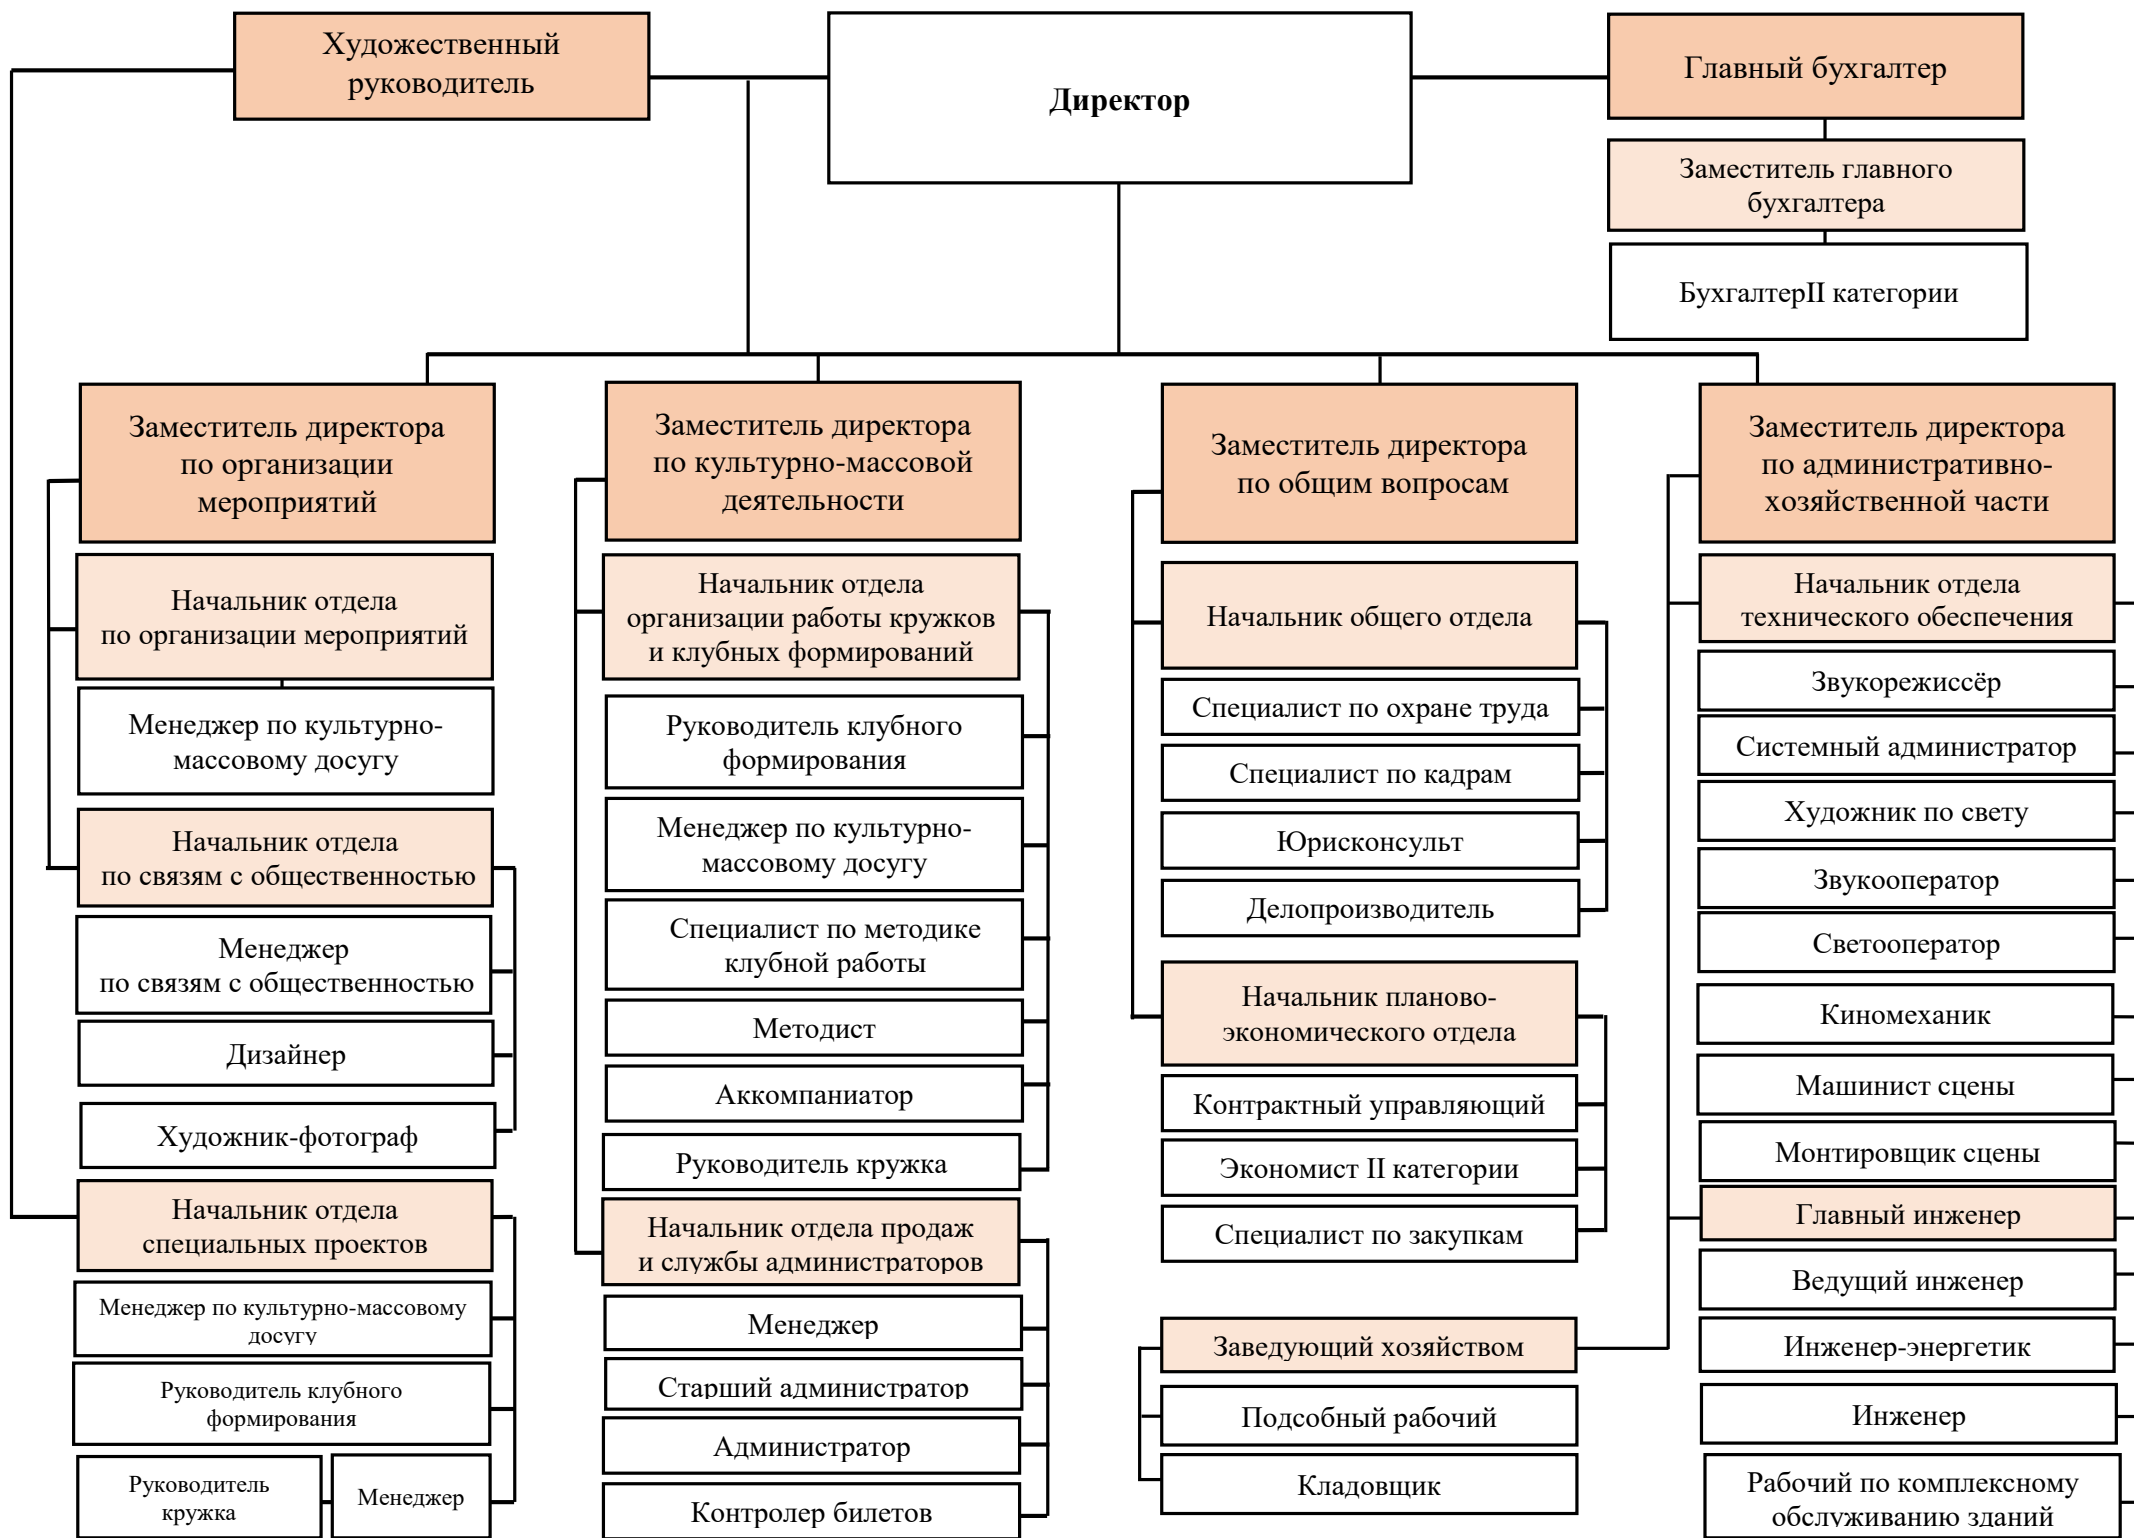 Художественный
руководитель
Директор
Главный бухгалтер
Заместитель главного
бухгалтера
БухгалтерII категории
Заместитель директора
по организации
мероприятий
Начальник отдела
по организации мероприятий
Менеджер по культурно-
массовому досугу
Начальник отдела
по связям с общественностью
Менеджер
по связям с общественностью
Дизайнер
Художник-фотограф
Начальник отдела
специальных проектов
Менеджер по культурно-массовому
досугу
Руководитель клубного
формирования
Руководитель
кружка
Менеджер
Заместитель директора
по культурно-массовой
деятельности
Начальник отдела
организации работы кружков
и клубных формирований
Руководитель клубного
формирования
Менеджер по культурно-
массовому досугу
Специалист по методике
клубной работы
Методист
Аккомпаниатор
Руководитель кружка
Начальник отдела продаж
и службы администраторов
Менеджер
Старший администратор
Администратор
Контролер билетов
Заместитель директора
по общим вопросам
Начальник общего отдела
Специалист по охране труда
Специалист по кадрам
Юрисконсульт
Делопроизводитель
Начальник планово-
экономического отдела
Контрактный управляющий
Экономист II категории
Специалист по закупкам
Заведующий хозяйством
Подсобный рабочий
Кладовщик
Заместитель директора
по административно-
хозяйственной части
Начальник отдела
технического обеспечения
Звукорежиссёр
Системный администратор
Художник по свету
Звукооператор
Светооператор
Киномеханик
Машинист сцены
Монтировщик сцены
Главный инженер
Ведущий инженер
Инженер-энергетик
Инженер
Рабочий по комплексному
обслуживанию зданий